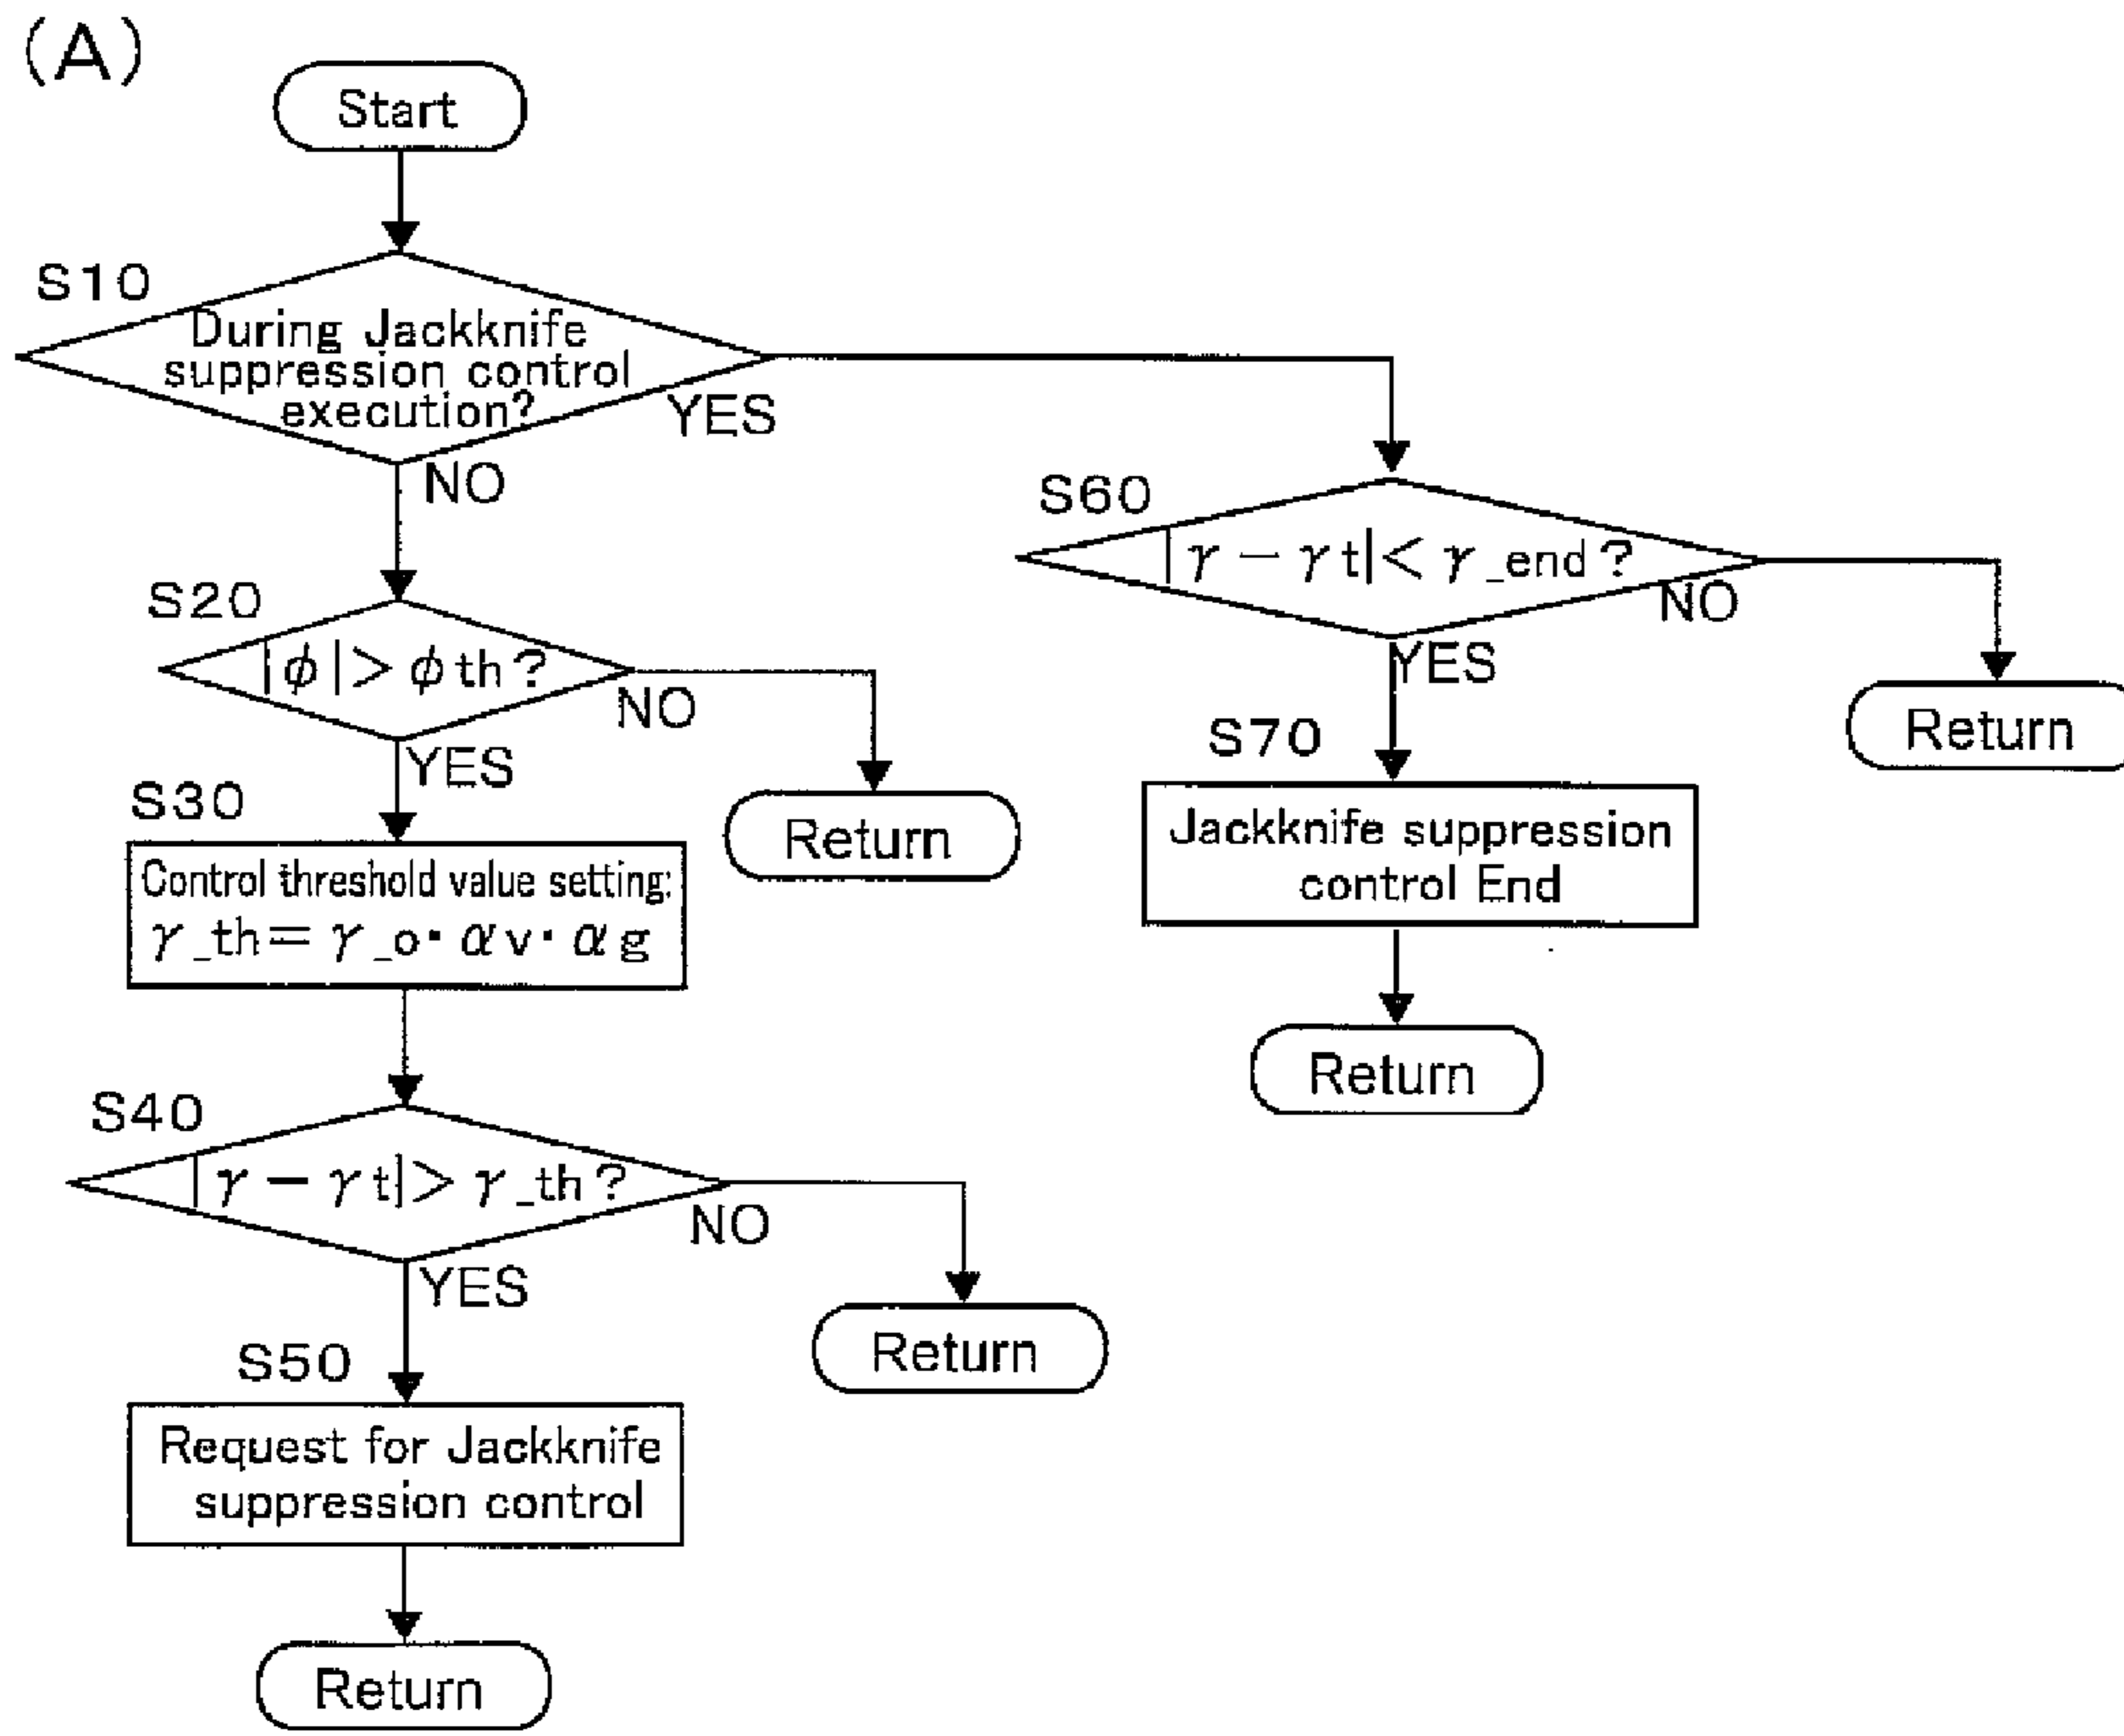 (A)
Start
S10
During Jackknife
suppression control
execution?
YES
NO
S20
|φ|> φ th?
NO
YES
Return
S30
Control threshold value setting:
γ_th= γ_o· αv· αg
S40
|γ − γt|> γ_th?
NO
YES
Return
S50
Request for Jackknife
suppression control
Return
S60
|γ − γt|< γ_end?
NO
YES
Return
S70
Jackknife suppression
control End
Return